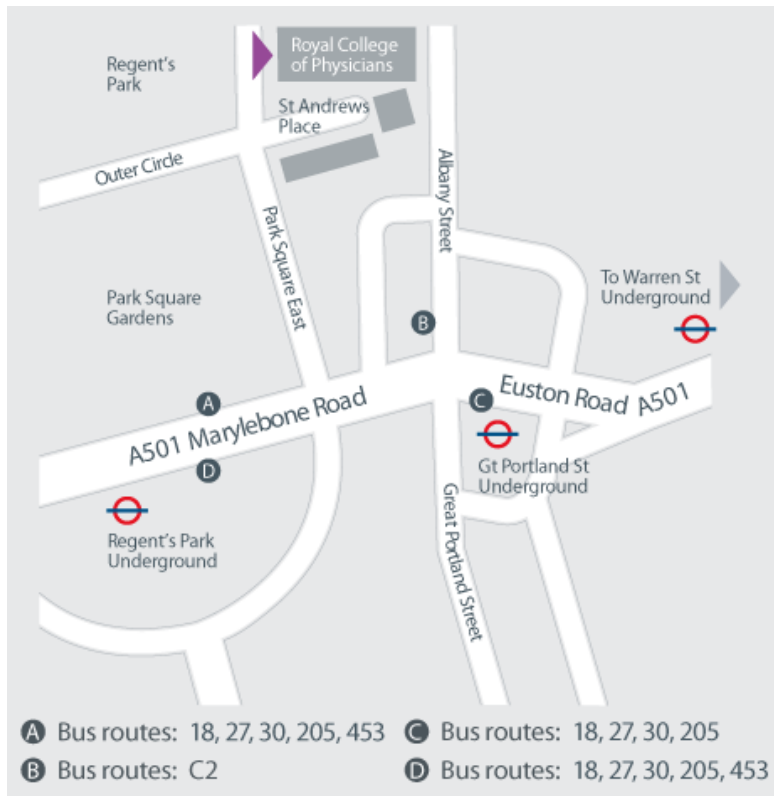 Regent's
Park
Royal College
of Physicians
St Andrews
Place
Outer Circle
Albany Street
Park Square East
To Warren St
Underground
Park Square
Gardens
B
A
C
Euston Road A501
A501 Marylebone Road
D
Gt Portland St
Underground
Regent's Park
Underground
Great Portland Street
A Bus routes: 18, 27, 30, 205, 453
C Bus routes: 18, 27, 30, 205
B Bus routes: C2
D Bus routes: 18, 27, 30, 205, 453